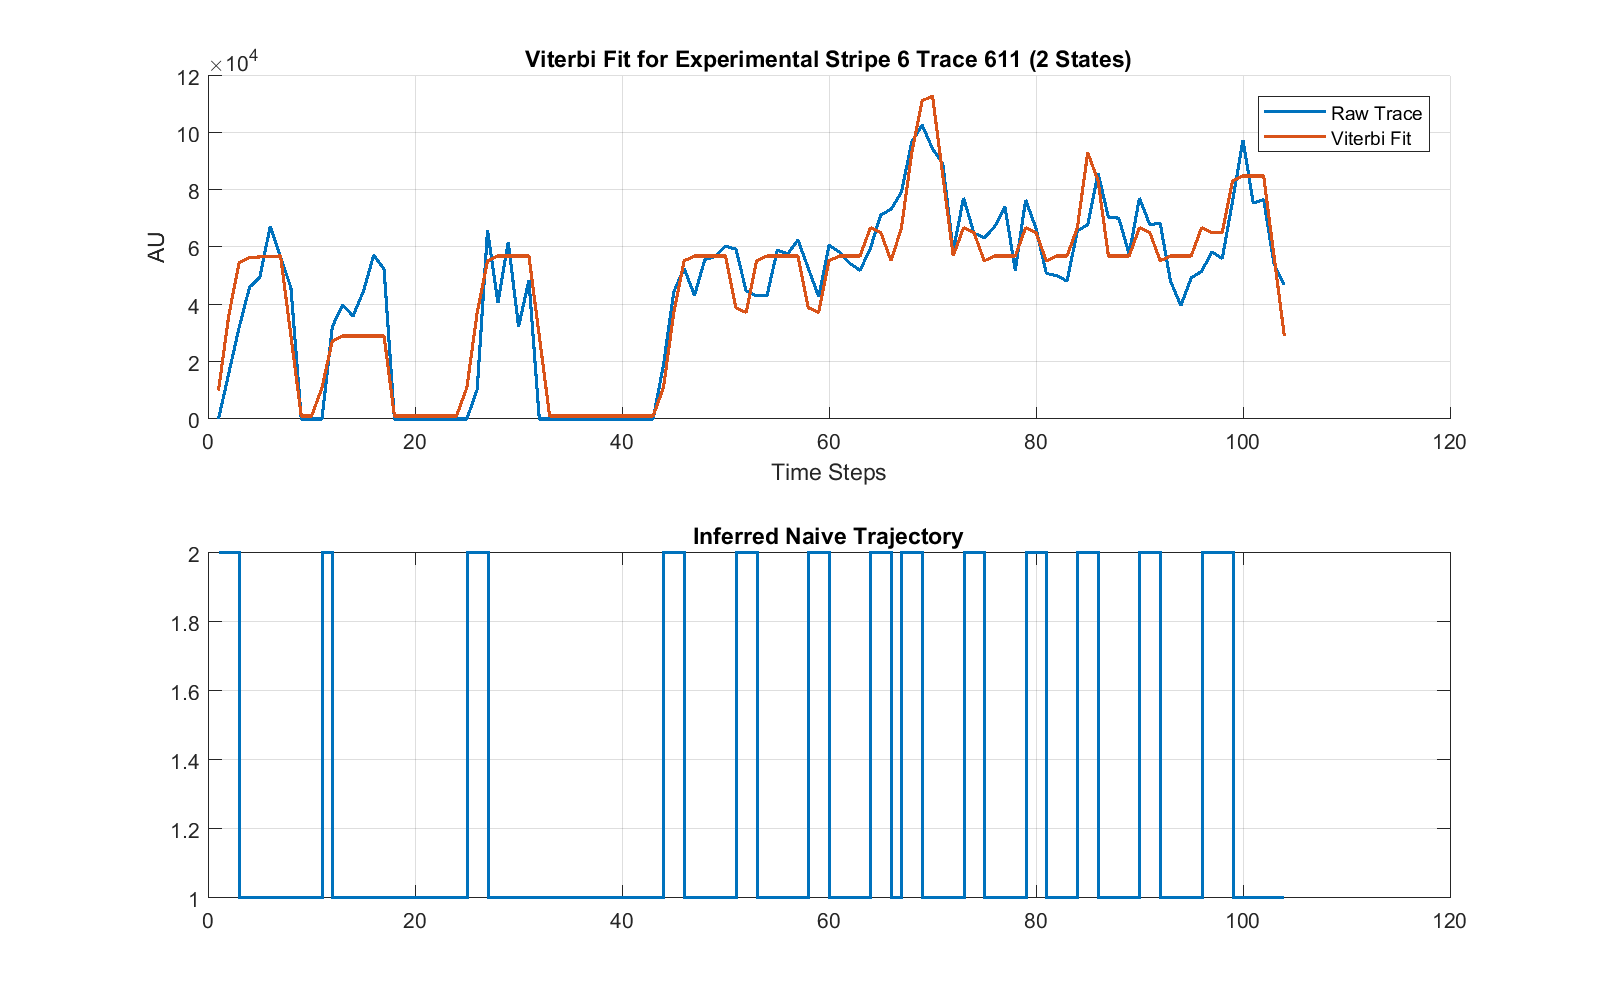 Viterbi Fit for Experimental Stripe 6 Trace 611 (2 States)
×10⁴
12
10
8
6
4
2
0
AU
Raw Trace
Viterbi Fit
0 20 40 60 80 100 120
Time Steps
Inferred Naive Trajectory
2
1.8
1.6
1.4
1.2
1
0 20 40 60 80 100 120